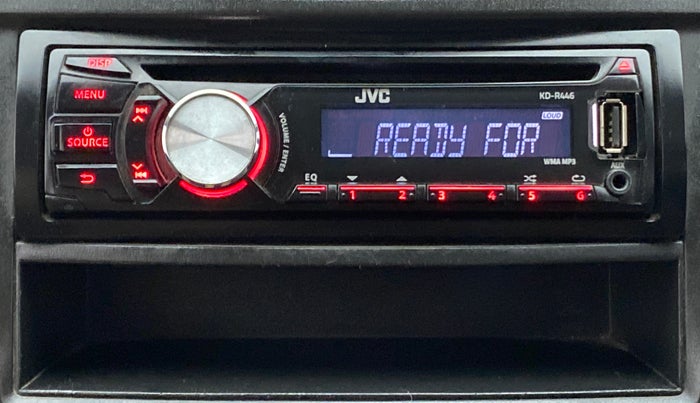 DISP
MENU
SOURCE
VOLUME / ENTER
JVC
KD-R446
LOUD
READY FOR
WMA MP3
AUX
EQ
1 2 3 4 5 6